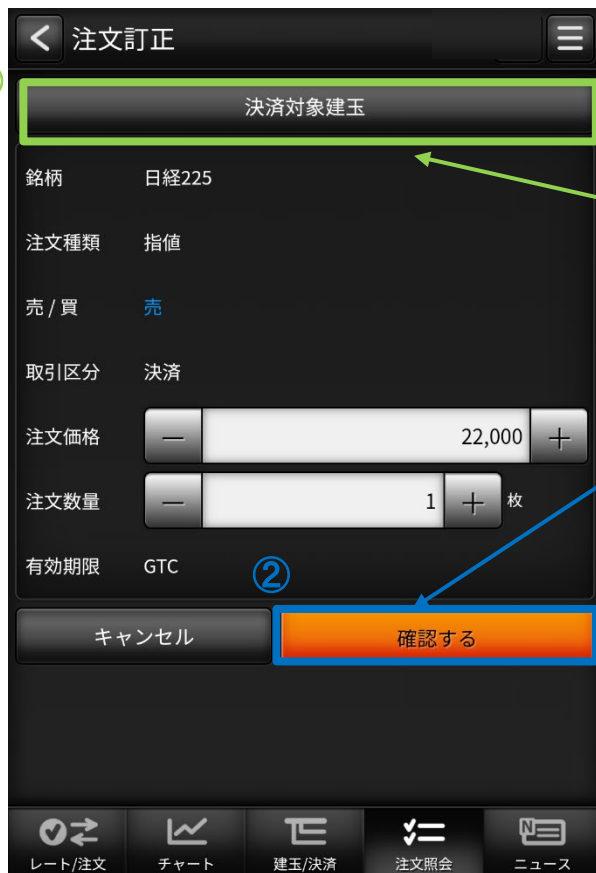 注文訂正
決済対象建玉
銘柄 日経225
注文種類 指値
売 / 買 売
取引区分 決済
注文価格 － 22,000 ＋
注文数量 － 1 ＋ 枚
有効期限 GTC
②
キャンセル 確認する
レート/注文 チャート 建玉/決済 注文照会 ニュース